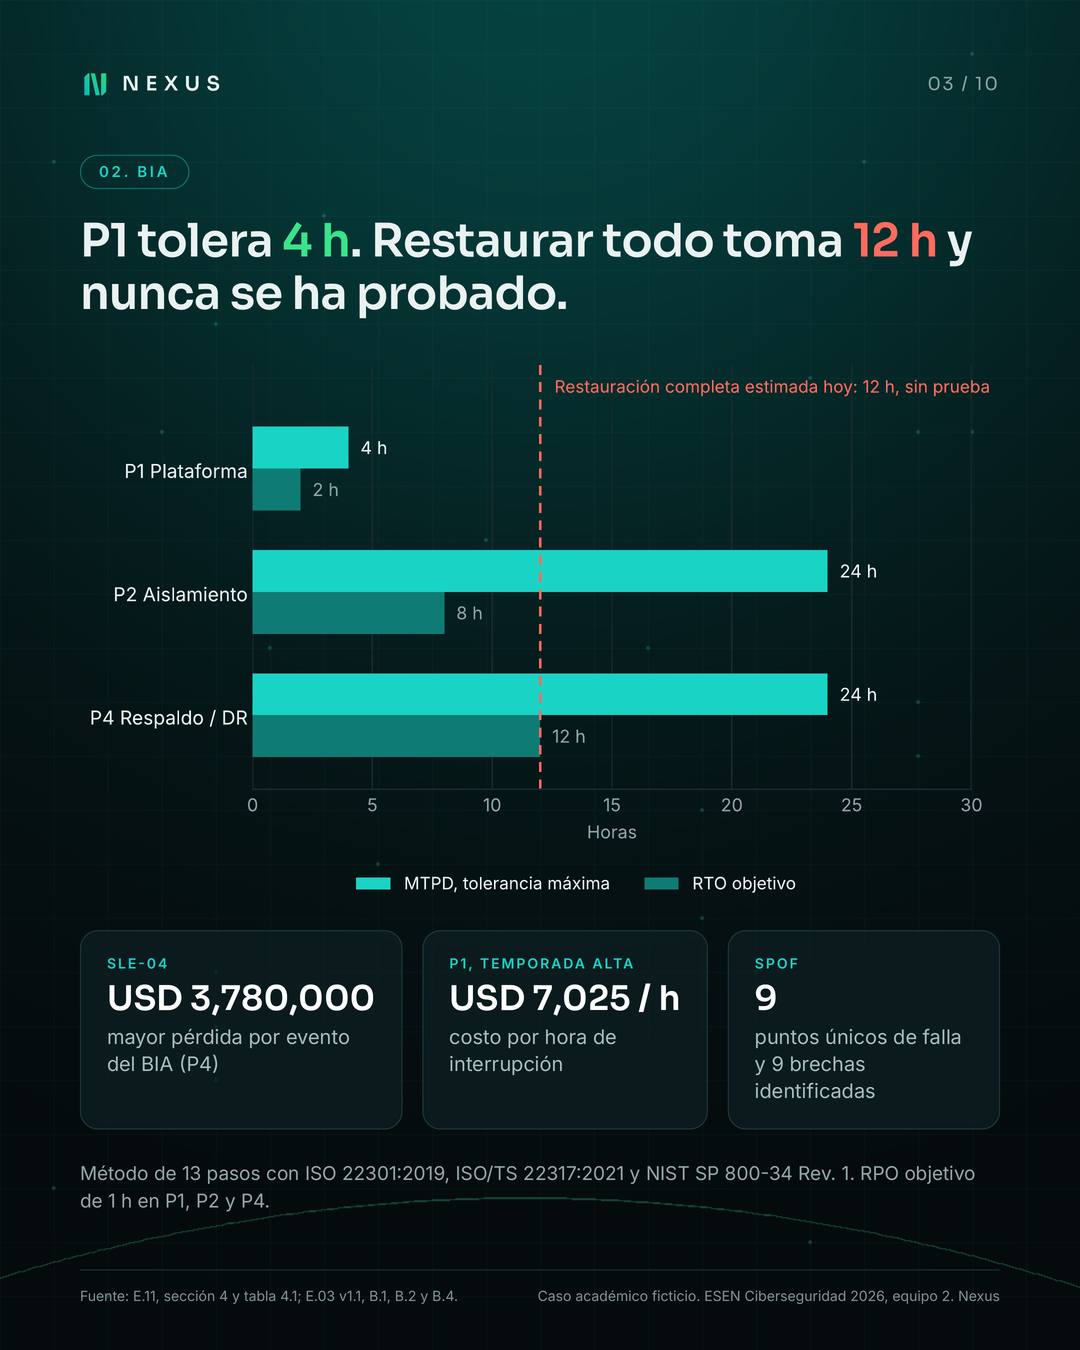 NEXUS
03 / 10
02. BIA
P1 tolera 4 h. Restaurar todo toma 12 h y
nunca se ha probado.
Restauración completa estimada hoy: 12 h, sin prueba
P1 Plataforma
4 h
2 h
P2 Aislamiento
24 h
8 h
P4 Respaldo / DR
24 h
12 h
0 5 10 15 20 25 30
Horas
MTPD, tolerancia máxima
RTO objetivo
SLE-04
USD 3,780,000
mayor pérdida por evento
del BIA (P4)
P1, TEMPORADA ALTA
USD 7,025 / h
costo por hora de
interrupción
SPOF
9
puntos únicos de falla
y 9 brechas
identificadas
Método de 13 pasos con ISO 22301:2019, ISO/TS 22317:2021 y NIST SP 800-34 Rev. 1. RPO objetivo
de 1 h en P1, P2 y P4.
Fuente: E.11, sección 4 y tabla 4.1; E.03 v1.1, B.1, B.2 y B.4.
Caso académico ficticio. ESEN Ciberseguridad 2026, equipo 2. Nexus